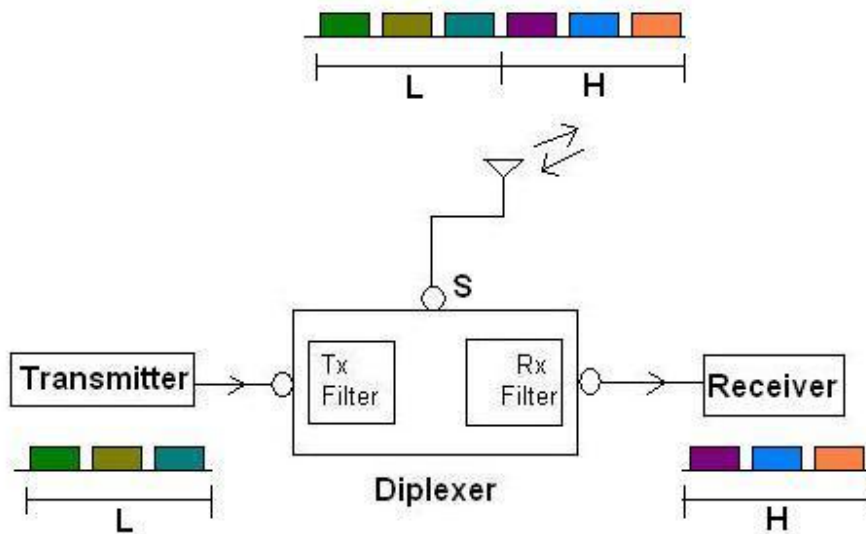 L H
S
Transmitter
Tx
Filter
Rx
Filter
Receiver
L
Diplexer
H